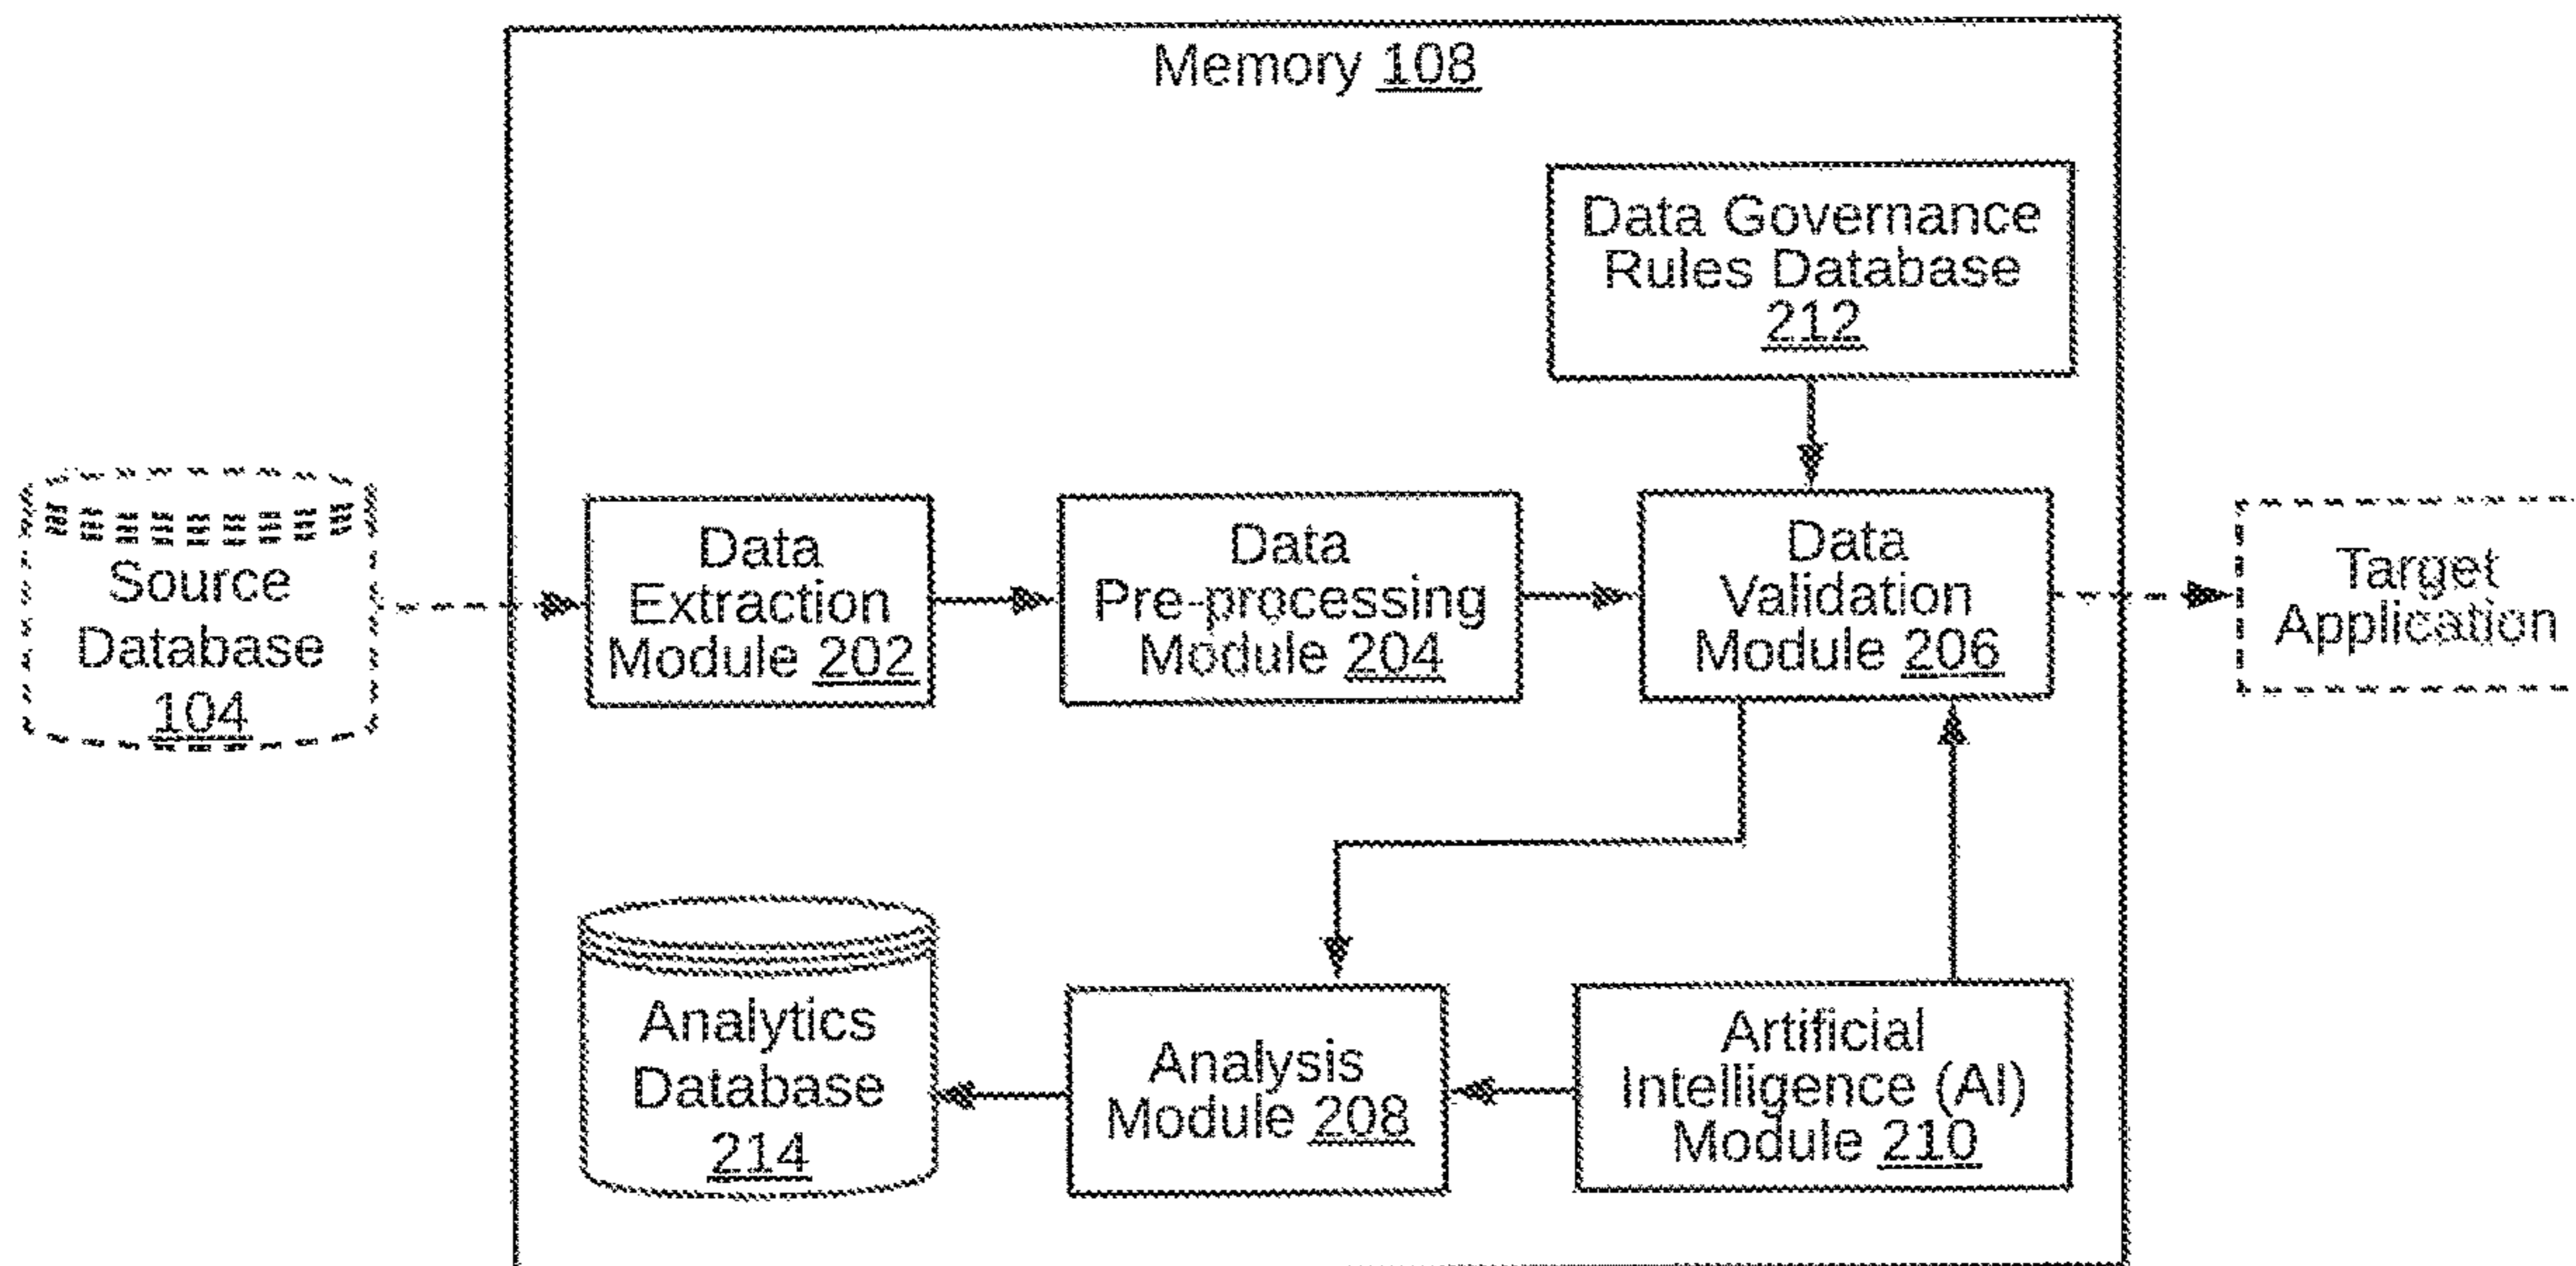 Memory 108
Data Governance
Rules Database
212
Source
Database
104
Data
Extraction
Module 202
Data
Pre-processing
Module 204
Data
Validation
Module 206
Target
Application
Analytics
Database
214
Analysis
Module 208
Artificial
Intelligence (AI)
Module 210